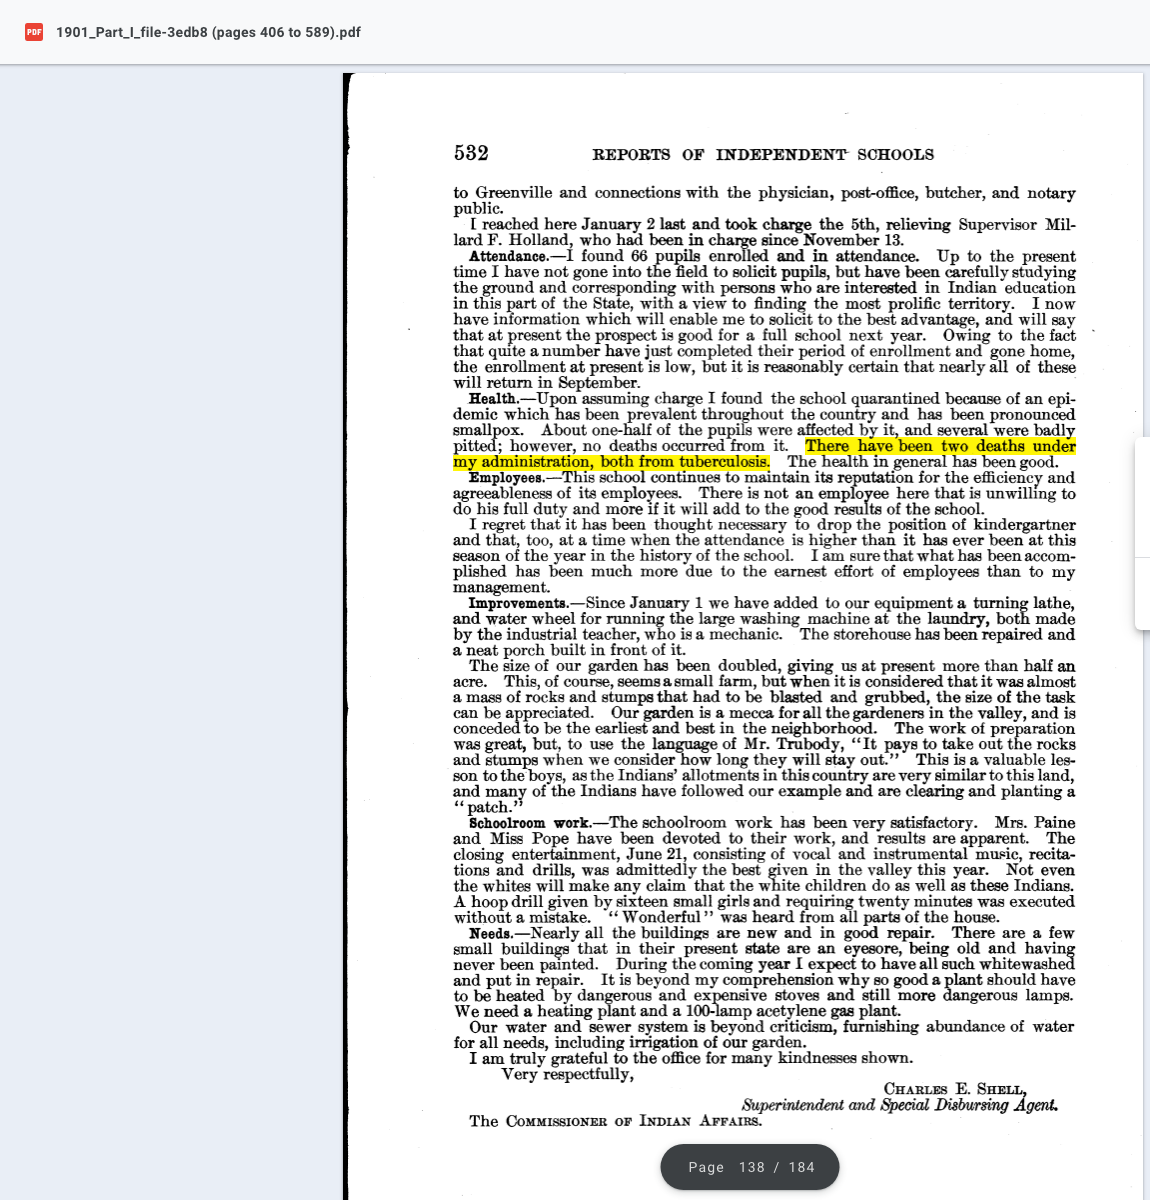 PDF 1901_Part_I_file-3edb8 (pages 406 to 589).pdf
532 REPORTS OF INDEPENDENT SCHOOLS
to Greenville and connections with the physician, post-office, butcher, and notary
public.
I reached here January 2 last and took charge the 5th, relieving Supervisor Mil-
lard F. Holland, who had been in charge since November 13.
Attendance.—I found 66 pupils enrolled and in attendance. Up to the present
time I have not gone into the field to solicit pupils, but have been carefully studying
the ground and corresponding with persons who are interested in Indian education
in this part of the State, with a view to finding the most prolific territory. I now
have information which will enable me to solicit to the best advantage, and will say
that at present the prospect is good for a full school next year. Owing to the fact
that quite a number have just completed their period of enrollment and gone home,
the enrollment at present is low, but it is reasonably certain that nearly all of these
will return in September.
Health.—Upon assuming charge I found the school quarantined because of an epi-
demic which has been prevalent throughout the country and has been pronounced
smallpox. About one-half of the pupils were affected by it, and several were badly
pitted; however, no deaths occurred from it. There have been two deaths under
my administration, both from tuberculosis. The health in general has been good.
Employees.—This school continues to maintain its reputation for the efficiency and
agreeableness of its employees. There is not an employee here that is unwilling to
do his full duty and more if it will add to the good results of the school.
I regret that it has been thought necessary to drop the position of kindergartner
and that, too, at a time when the attendance is higher than it has ever been at this
season of the year in the history of the school. I am sure that what has been accom-
plished has been much more due to the earnest effort of employees than to my
management.
Improvements.—Since January 1 we have added to our equipment a turning lathe,
and water wheel for running the large washing machine at the laundry, both made
by the industrial teacher, who is a mechanic. The storehouse has been repaired and
a neat porch built in front of it.
The size of our garden has been doubled, giving us at present more than half an
acre. This, of course, seems a small farm, but when it is considered that it was almost
a mass of rocks and stumps that had to be blasted and grubbed, the size of the task
can be appreciated. Our garden is a mecca for all the gardeners in the valley, and is
conceded to be the earliest and best in the neighborhood. The work of preparation
was great, but, to use the language of Mr. Trubody, "It pays to take out the rocks
and stumps when we consider how long they will stay out." This is a valuable les-
son to the boys, as the Indians' allotments in this country are very similar to this land,
and many of the Indians have followed our example and are clearing and planting a
"patch."
Schoolroom work.—The schoolroom work has been very satisfactory. Mrs. Paine
and Miss Pope have been devoted to their work, and results are apparent. The
closing entertainment, June 21, consisting of vocal and instrumental music, recita-
tions and drills, was admittedly the best given in the valley this year. Not even
the whites will make any claim that the white children do as well as these Indians.
A hoop drill given by sixteen small girls and requiring twenty minutes was executed
without a mistake. "Wonderful" was heard from all parts of the house.
Needs.—Nearly all the buildings are new and in good repair. There are a few
small buildings that in their present state are an eyesore, being old and having
never been painted. During the coming year I expect to have all such whitewashed
and put in repair. It is beyond my comprehension why so good a plant should have
to be heated by dangerous and expensive stoves and still more dangerous lamps.
We need a heating plant and a 100-lamp acetylene gas plant.
Our water and sewer system is beyond criticism, furnishing abundance of water
for all needs, including irrigation of our garden.
I am truly grateful to the office for many kindnesses shown.
Very respectfully,
CHARLES E. SHELL,
Superintendent and Special Disbursing Agent.
The COMMISSIONER OF INDIAN AFFAIRS.
Page 138 / 184